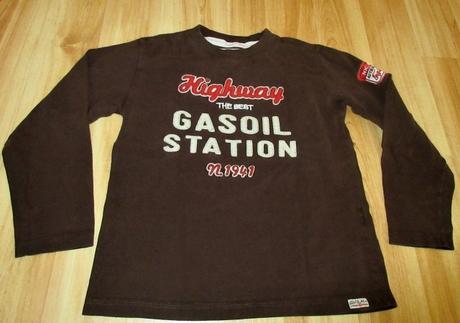 Highway
THE BEST
GASOIL
STATION
N.1941